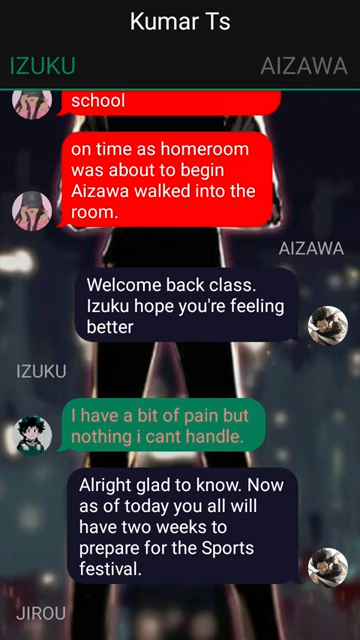 Kumar Ts
IZUKU
AIZAWA
school
on time as homeroom
was about to begin
Aizawa walked into the
room.
AIZAWA
Welcome back class.
Izuku hope you're feeling
better
IZUKU
I have a bit of pain but
nothing i cant handle.
Alright glad to know. Now
as of today you all will
have two weeks to
prepare for the Sports
festival.
JIROU